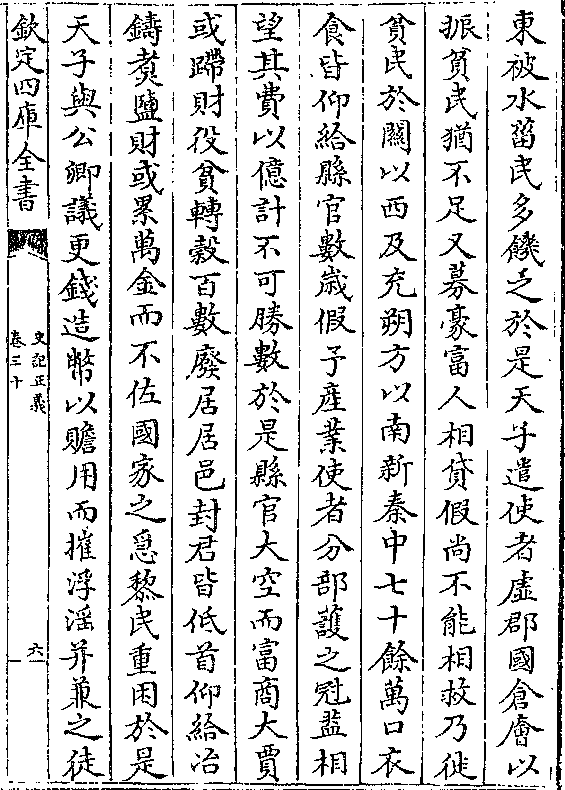 東被水菑民多饑乏於是天子遣使者虛郡國倉廥以
振貧民猶不足又募豪富人相貸假尚不能相救乃徙
貧民於關以西及充朔方以南新秦中七十餘萬口衣
食皆仰給縣官數歲假予產業使者分部護之冠蓋相
望其費以億計不可勝數於是縣官大空而富商大賈
或蹛財役貧轉轂百數廢居居邑封君皆低首仰給冶
鑄煑鹽財或累萬金而不佐國家之急黎民重困於是
天子與公卿議更錢造幣以贍用而摧浮淫并兼之徒
欽定四庫全書
史記正義
卷三十
六